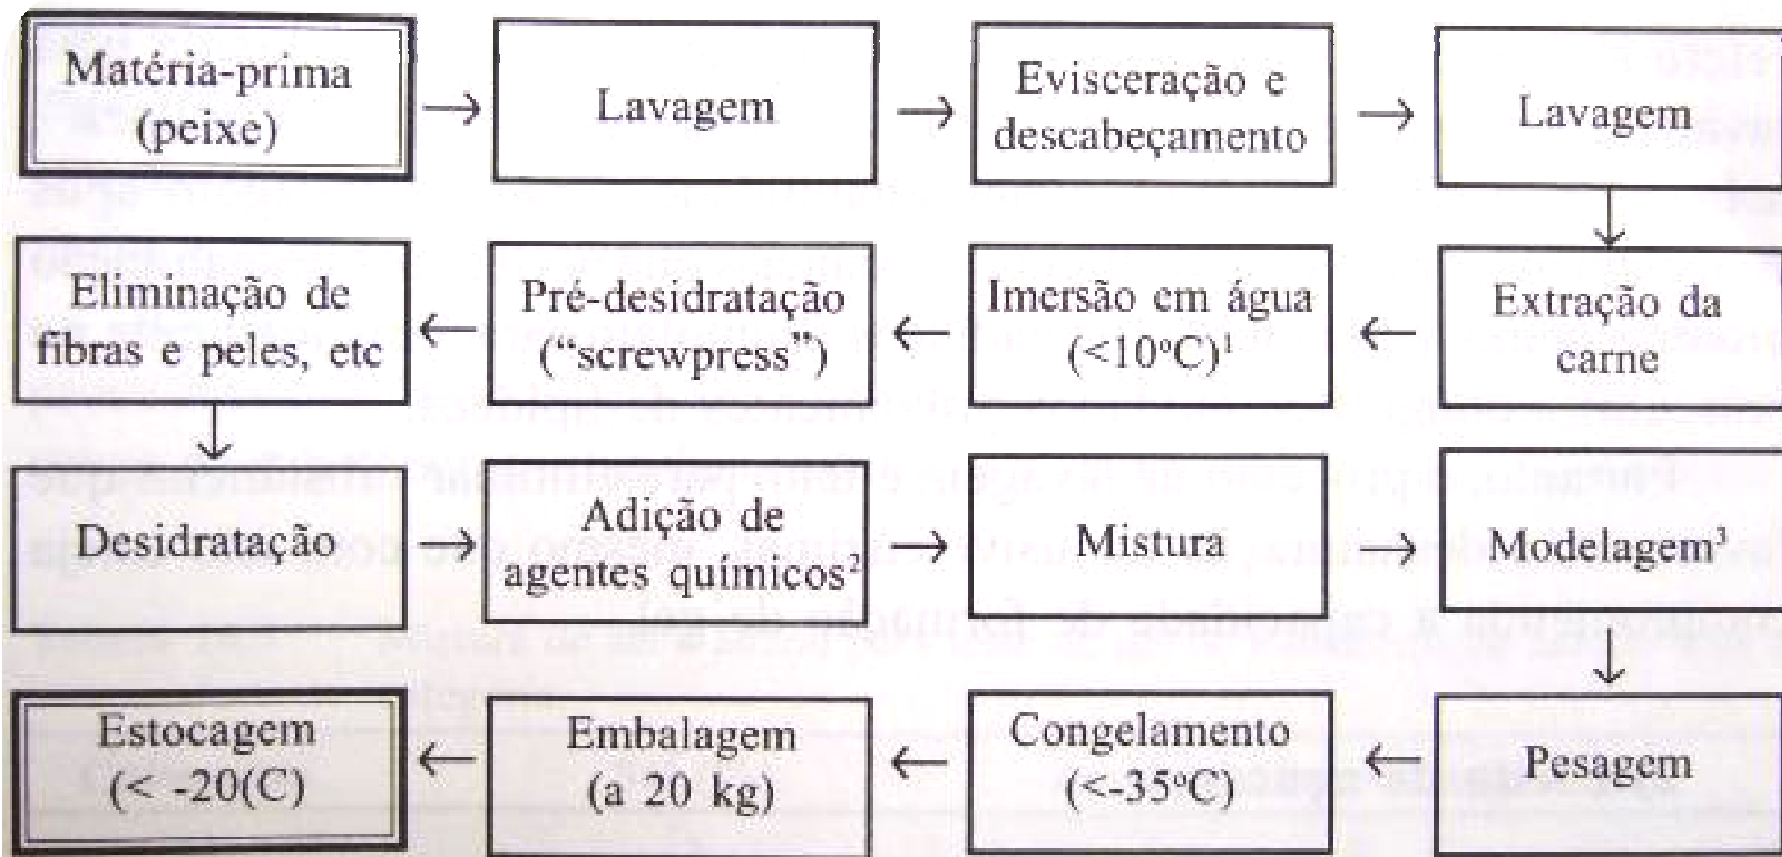 Matéria-prima
(peixe)
Lavagem
Evisceração e
descabeçamento
Lavagem
Extração da
carne
Imersão em água
(<10ºC)¹
Pré-desidratação
(“screwpress”)
Eliminação de
fibras e peles, etc
Desidratação
Adição de
agentes químicos²
Mistura
Modelagem³
Pesagem
Congelamento
(<-35ºC)
Embalagem
(a 20 kg)
Estocagem
(< -20(C)